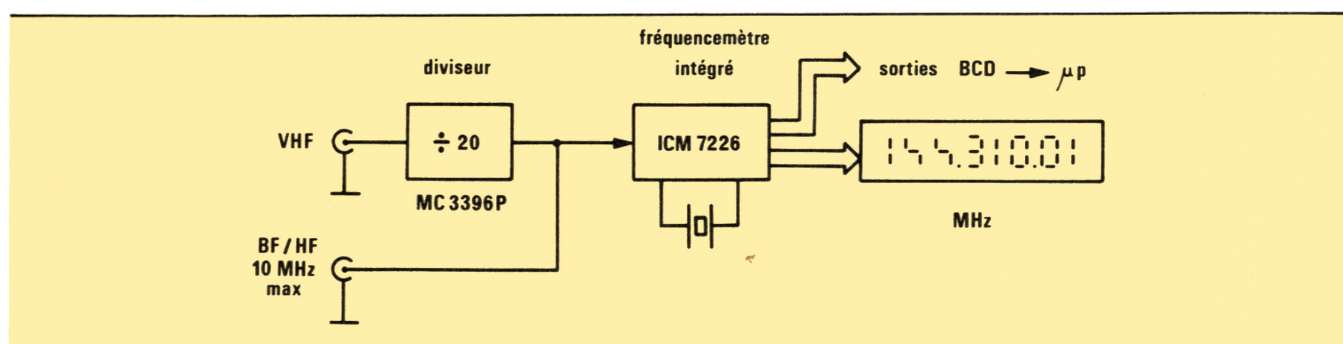 fréquencemètre
intégré
diviseur
sorties BCD → µp
VHF
÷ 20
ICM 7226
144.310.01
MC 3396P
MHz
BF / HF
10 MHz
max